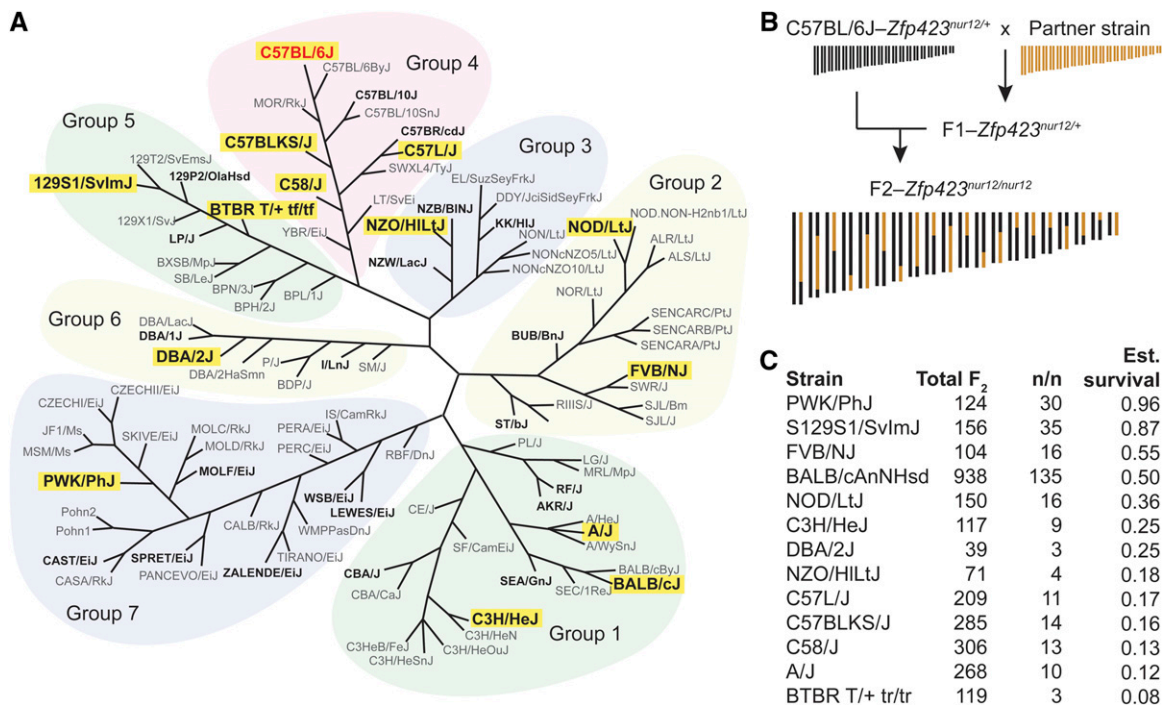 A
C57BL/6J
C57BL/6ByJ
Group 4
MOR/RkJ
C57BL/10J
C57BL/10SnJ
C57BLKS/J
C57BR/cdJ
C57L/J
SWXL4/TyJ
C58/J
LT/SvEi
YBR/EiJ
Group 5
129T2/SvEmsJ
129P2/OlaHsd
129S1/SvImJ
BTBR T/+ tf/tf
129X1/SvJ
LP/J
BXSB/MpJ
SB/LeJ
BPN/3J
BPH/2J
BPL/1J
Group 3
EL/SuzSeyFrkJ
DDY/JciSidSeyFrkJ
NZB/BINJ
NZO/HILtJ
KK/HIJ
NON/LtJ
NZW/LacJ
NONcNZO5/LtJ
NONcNZO10/LtJ
Group 2
NOD.NON-H2nb1/LtJ
NOD/LtJ
ALR/LtJ
ALS/LtJ
NOR/LtJ
SENCARC/PtJ
SENCARB/PtJ
SENCARA/PtJ
BUB/BnJ
FVB/NJ
SWR/J
RIIIS/J
SJL/Bm
SJL/J
ST/bJ
Group 6
DBA/LacJ
DBA/1J
DBA/2J
DBA/2HaSmn
P/J
BDP/J
I/LnJ
SM/J
CZECHII/EiJ
CZECHI/EiJ
JF1/Ms
MSM/Ms
SKIVE/EiJ
MOLC/RkJ
MOLD/RkJ
MOLF/EiJ
PWK/PhJ
IS/CamRkJ
PERA/EiJ
PERC/EiJ
RBF/DnJ
WSB/EiJ
LEWES/EiJ
WMPPasDnJ
CALB/RkJ
TIRANO/EiJ
ZALENDE/EiJ
Pohn2
Pohn1
CAST/EiJ
CASA/RkJ
SPRET/EiJ
PANCEVO/EiJ
Group 7
PL/J
LG/J
MRL/MpJ
RF/J
AKR/J
CE/J
A/HeJ
A/J
A/WySnJ
SF/CamEiJ
BALB/cByJ
SEA/GnJ
BALB/cJ
SEC/1ReJ
CBA/J
CBA/CaJ
C3H/HeJ
C3H/HeN
C3HeB/FeJ
C3H/HeOuJ
C3H/HeSnJ
Group 1
B
C57BL/6J–Zfp423nur12/+ x Partner strain
F1–Zfp423nur12/+
F2–Zfp423nur12/nur12
C
Est.
Strain Total F2 n/n survival
PWK/PhJ 124 30 0.96
S129S1/SvImJ 156 35 0.87
FVB/NJ 104 16 0.55
BALB/cAnNHsd 938 135 0.50
NOD/LtJ 150 16 0.36
C3H/HeJ 117 9 0.25
DBA/2J 39 3 0.25
NZO/HILtJ 71 4 0.18
C57L/J 209 11 0.17
C57BLKS/J 285 14 0.16
C58/J 306 13 0.13
A/J 268 10 0.12
BTBR T/+ tr/tr 119 3 0.08